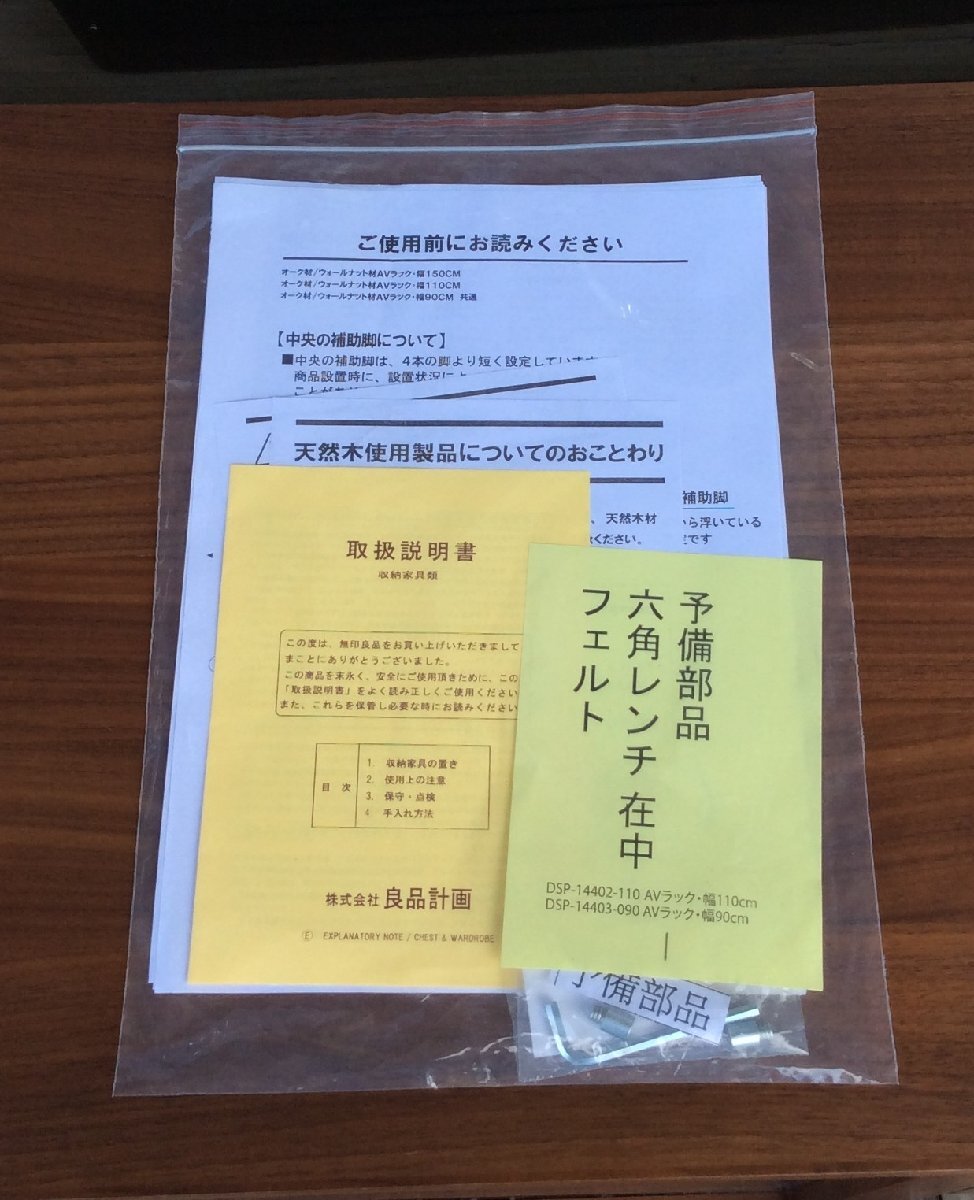 ご使用前にお読みください
オーク材/ウォールナット材AVラック・幅150CM
オーク材/ウォールナット材AVラック・幅110CM
オーク材/ウォールナット材AVラック・幅90CM 共通
【中央の補助脚について】
■中央の補助脚は、4本の脚より短く設定しています
商品設置時に、設置状況によ
ことがあ
天然木使用製品についてのおことわり
補助脚
、天然木材
ください。
から浮いている
です
取扱説明書
収納家具類
この度は、無印良品をお買い上げいただきまして
まことにありがとうございました。
この商品を末永く、安全にご使用頂きために、この
「取扱説明書」をよく読み正しくご使用ください
また、これらを保管し必要な時にお読みください
目次
1. 収納家具の置き
2. 使用上の注意
3. 保守・点検
4 手入れ方法
株式会社 良品計画
Ⓔ EXPLANATORY NOTE / CHEST & WARDROBE
予備部品
六角レンチ 在中
フェルト
DSP-14402-110 AVラック・幅110cm
DSP-14403-090 AVラック・幅90cm
予備部品